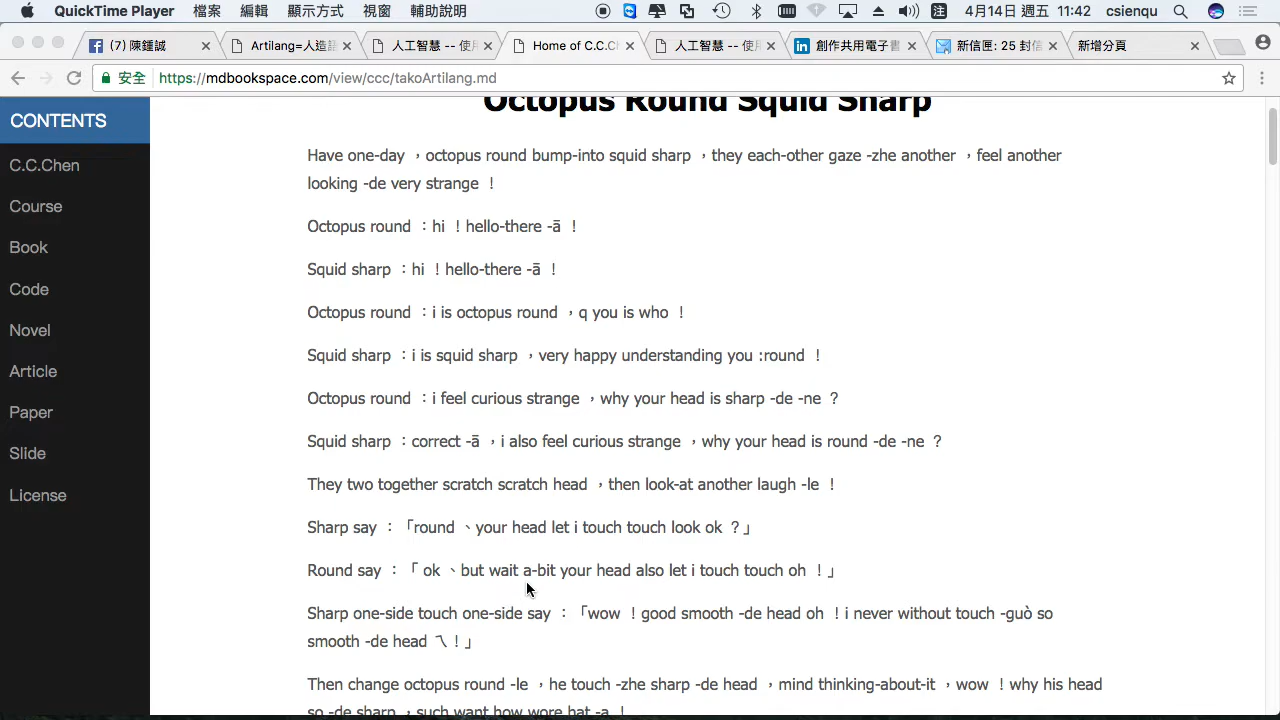 QuickTime Player 檔案 編輯 顯示方式 視窗 輔助說明 4月14日 週五 11:42 csienqu
(7) 陳鍾誠 Artilang=人造語 人工智慧 -- 使用 Home of C.C.Ch 人工智慧 -- 使用 創作共用電子書 新信匣: 25 封信 新增分頁
安全 https://mdbookspace.com/view/ccc/takoArtilang.md
CONTENTS
C.C.Chen
Course
Book
Code
Novel
Article
Paper
Slide
License
Octopus Round Squid Sharp
Have one-day ，octopus round bump-into squid sharp ，they each-other gaze -zhe another ，feel another
looking -de very strange ！
Octopus round ：hi ！hello-there -ā ！
Squid sharp ：hi ！hello-there -ā ！
Octopus round ：i is octopus round ，q you is who ！
Squid sharp ：i is squid sharp ，very happy understanding you :round ！
Octopus round ：i feel curious strange ，why your head is sharp -de -ne ？
Squid sharp ：correct -ā ，i also feel curious strange ，why your head is round -de -ne ？
They two together scratch scratch head ，then look-at another laugh -le ！
Sharp say ：「round 、your head let i touch touch look ok ？」
Round say ：「 ok 、but wait a-bit your head also let i touch touch oh ！」
Sharp one-side touch one-side say ：「wow ！good smooth -de head oh ！i never without touch -guò so
smooth -de head ㄟ！」
Then change octopus round -le ，he touch -zhe sharp -de head ，mind thinking-about-it ，wow ！why his head
so -de sharp ，such want how wore hat -a ！